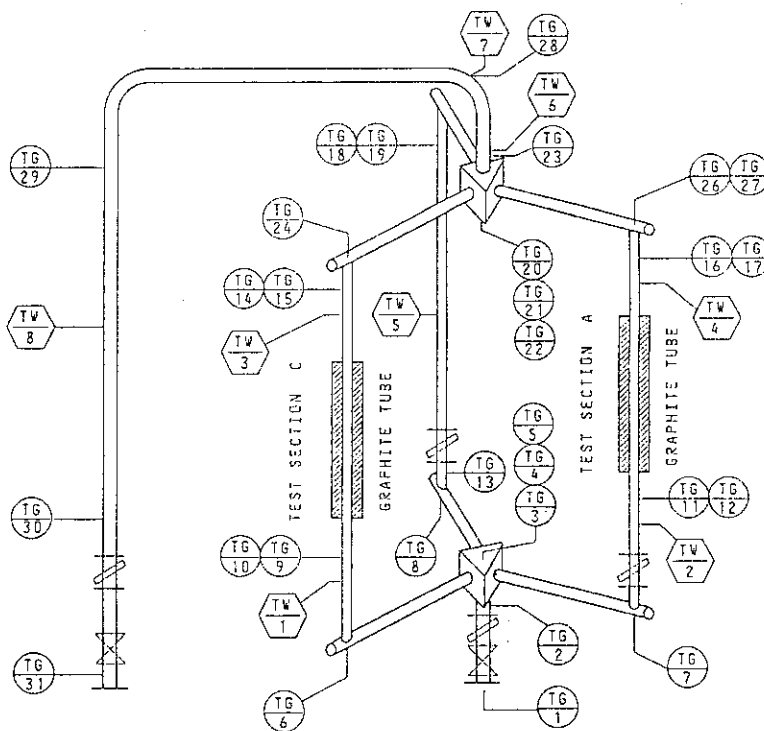 TW
7
TG
28
TW
6
TG
18
TG
19
TG
23
TG
29
TG
26
TG
27
TG
24
TG
20
TG
16
TG
17
TG
14
TG
15
TG
21
TW
8
TW
5
TW
4
TG
22
TW
3
TEST SECTION C
GRAPHITE TUBE
TEST SECTION A
GRAPHITE TUBE
TG
5
TG
4
TG
13
TG
3
TG
11
TG
12
TG
30
TG
10
TG
9
TG
8
TW
2
TW
1
TG
2
TG
31
TG
6
TG
1
TG
7